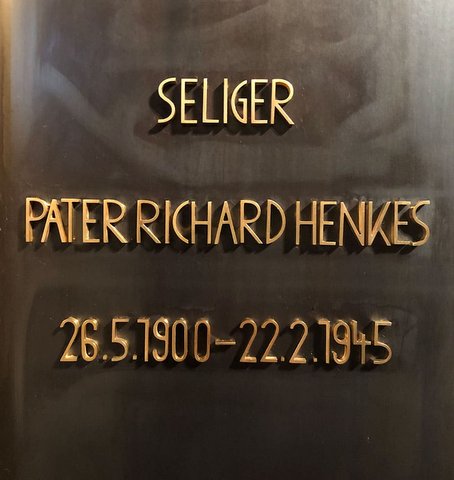 SELIGER
PATER RICHARD HENKES
26.5.1900–22.2.1945